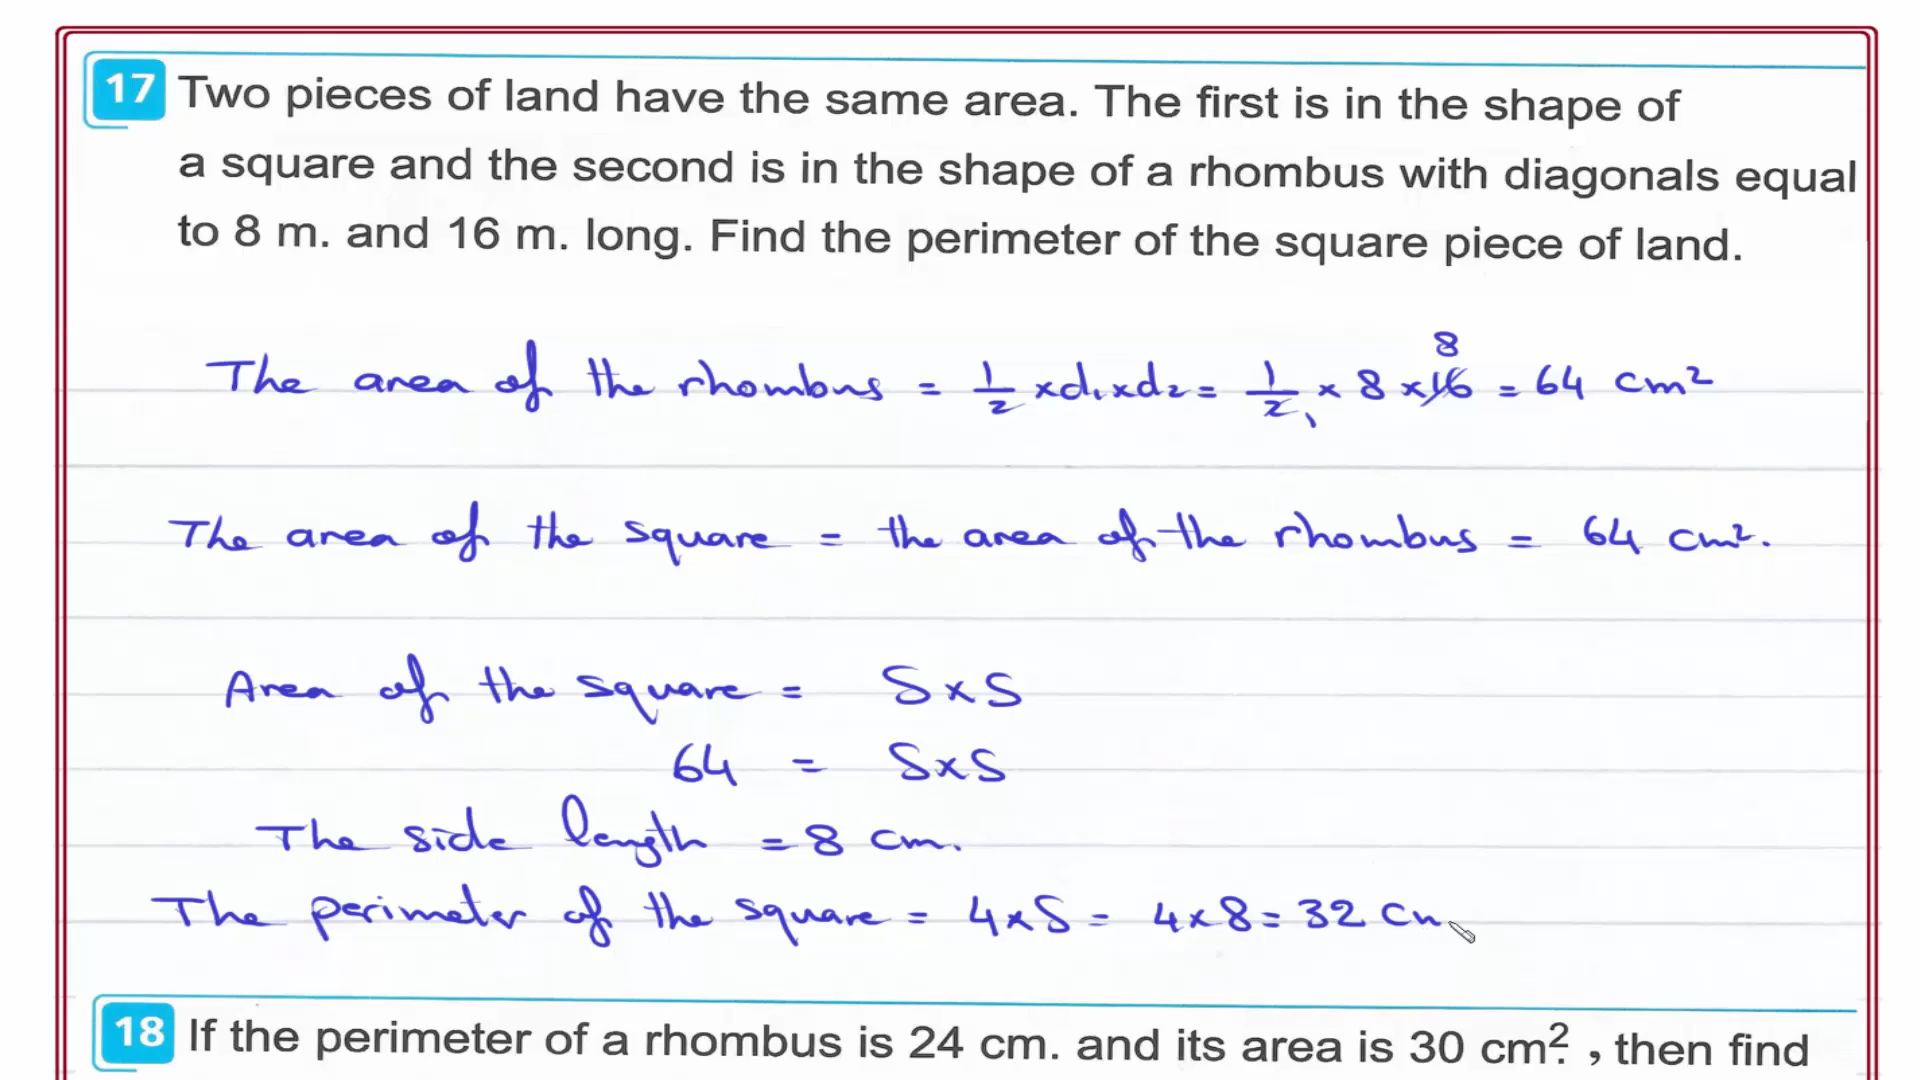 17 Two pieces of land have the same area. The first is in the shape of
a square and the second is in the shape of a rhombus with diagonals equal
to 8 m. and 16 m. long. Find the perimeter of the square piece of land.
The area of the rhombus = 1/2 ×d₁×d₂ = 1/2 × 8 × 16 = 64 cm²
8
1
The area of the square = the area of the rhombus = 64 cm².
Area of the square = S×S
64 = S×S
The side length = 8 cm.
The perimeter of the square = 4×S = 4×8 = 32 cm
18 If the perimeter of a rhombus is 24 cm. and its area is 30 cm². , then find